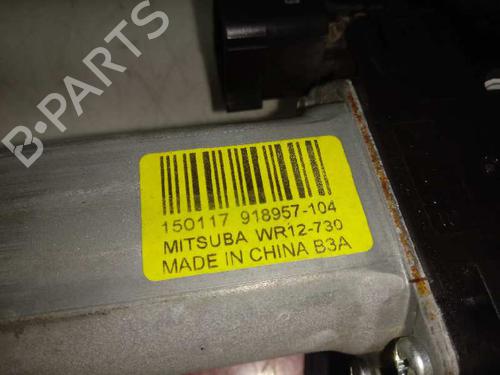 B-PARTS
150117 918957-104
MITSUBA WR12-730
MADE IN CHINA B3A